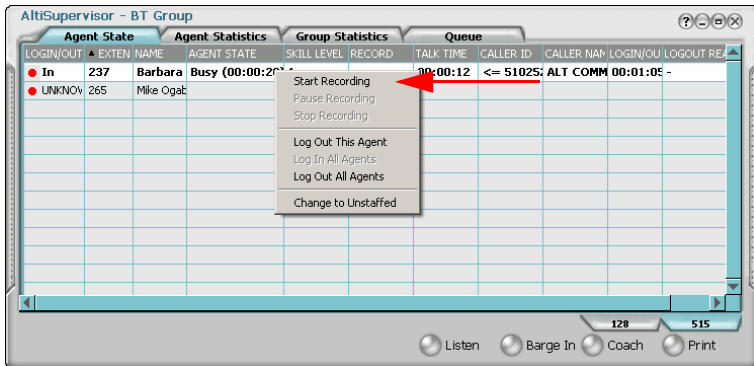 AltiSupervisor - BT Group
Agent State Agent Statistics Group Statistics Queue
LOGIN/OUT EXTEN NAME AGENT STATE SKILL LEVEL RECORD TALK TIME CALLER ID CALLER NAM LOGIN/OU LOGOUT REA
In 237 Barbara Busy (00:00:20) 00:00:12 <= 51025 ALT COMM 00:01:05 -
UNKNOW 265 Mike Ogab
Start Recording
Pause Recording
Stop Recording
Log Out This Agent
Log In All Agents
Log Out All Agents
Change to Unstaffed
128 515
Listen Barge In Coach Print